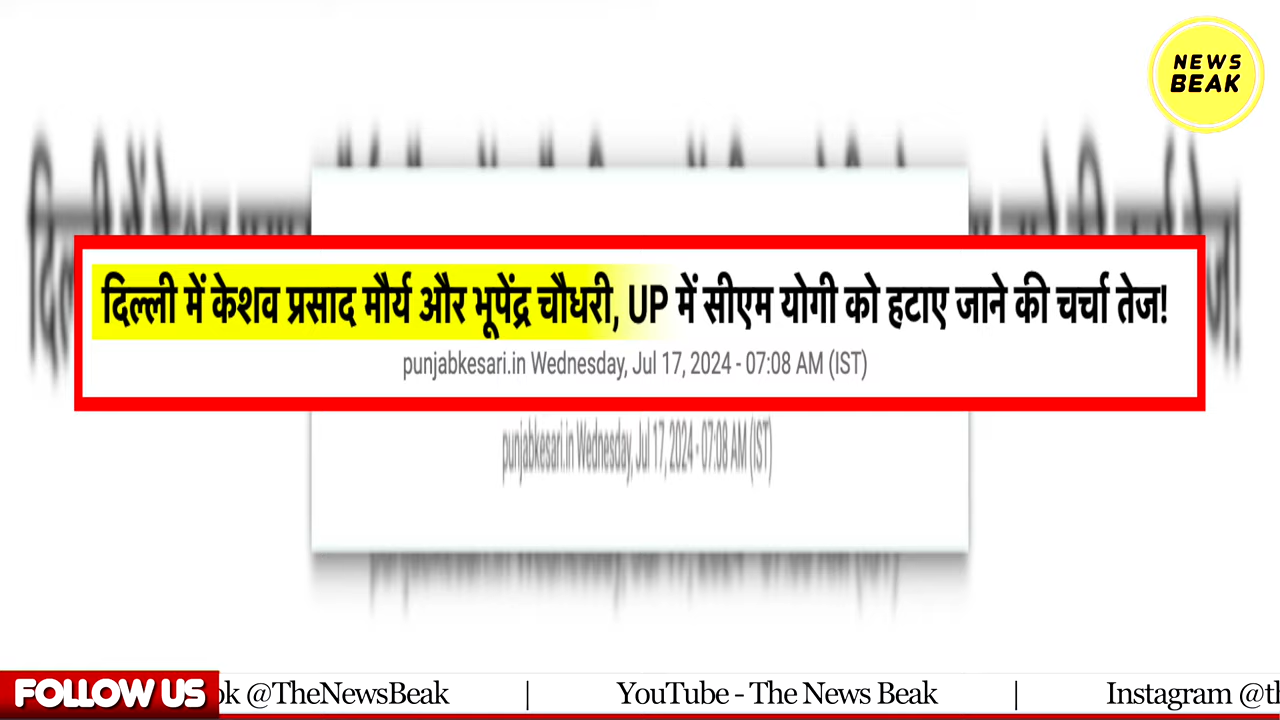 NEWS
BEAK
दिल्ली में केशव प्रसाद मौर्य और भूपेंद्र चौधरी, UP में सीएम योगी को हटाए जाने की चर्चा तेज!
punjabkesari.in Wednesday, Jul 17, 2024 - 07:08 AM (IST)
punjabkesari.in Wednesday, Jul 17, 2024 - 07:08 AM (IST)
FOLLOW US ok @TheNewsBeak | YouTube - The News Beak | Instagram @th